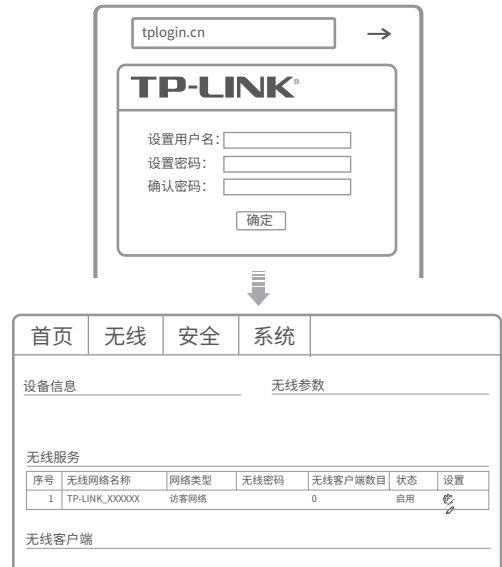 tplogin.cn
TP-LINK®
设置用户名：
设置密码：
确认密码：
确定
首页 无线 安全 系统
设备信息 无线参数
无线服务
序号 无线网络名称 网络类型 无线密码 无线客户端数目 状态 设置
1 TP-LINK_XXXXXX 访客网络 0 启用
无线客户端